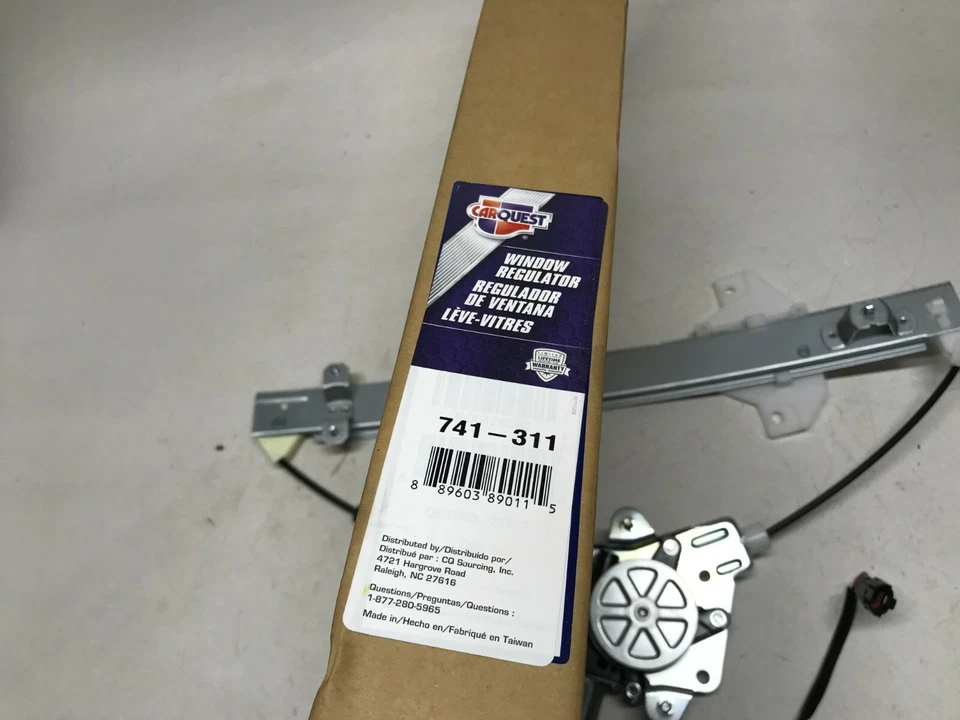 CARQUEST
®
WINDOW
REGULATOR
REGULADOR
DE VENTANA
LÈVE-VITRES
LIFETIME
WARRANTY
741-311
8 89603 89011 5
Distributed by/Distribuido por/
Distribué par : CQ Sourcing, Inc.
4721 Hargrove Road
Raleigh, NC 27616
Questions/Preguntas/Questions :
1-877-280-5965
Made in/Hecho en/Fabriqué en Taiwan